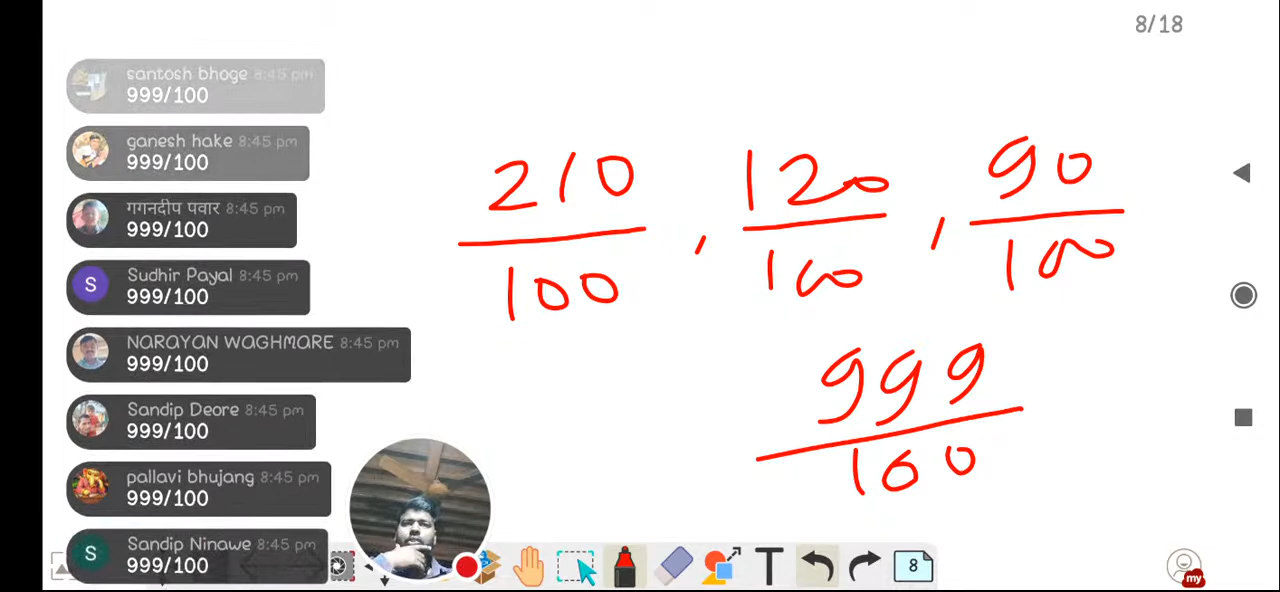 8/18
santosh bhoge 8:45 pm
999/100
ganesh hake 8:45 pm
999/100
गगनदीप पवार 8:45 pm
999/100
Sudhir Payal 8:45 pm
999/100
NARAYAN WAGHMARE 8:45 pm
999/100
Sandip Deore 8:45 pm
999/100
pallavi bhujang 8:45 pm
999/100
Sandip Ninawe 8:45 pm
999/100
S
S
210 , 120 , 90
100 100 100
999
100
T
8
my